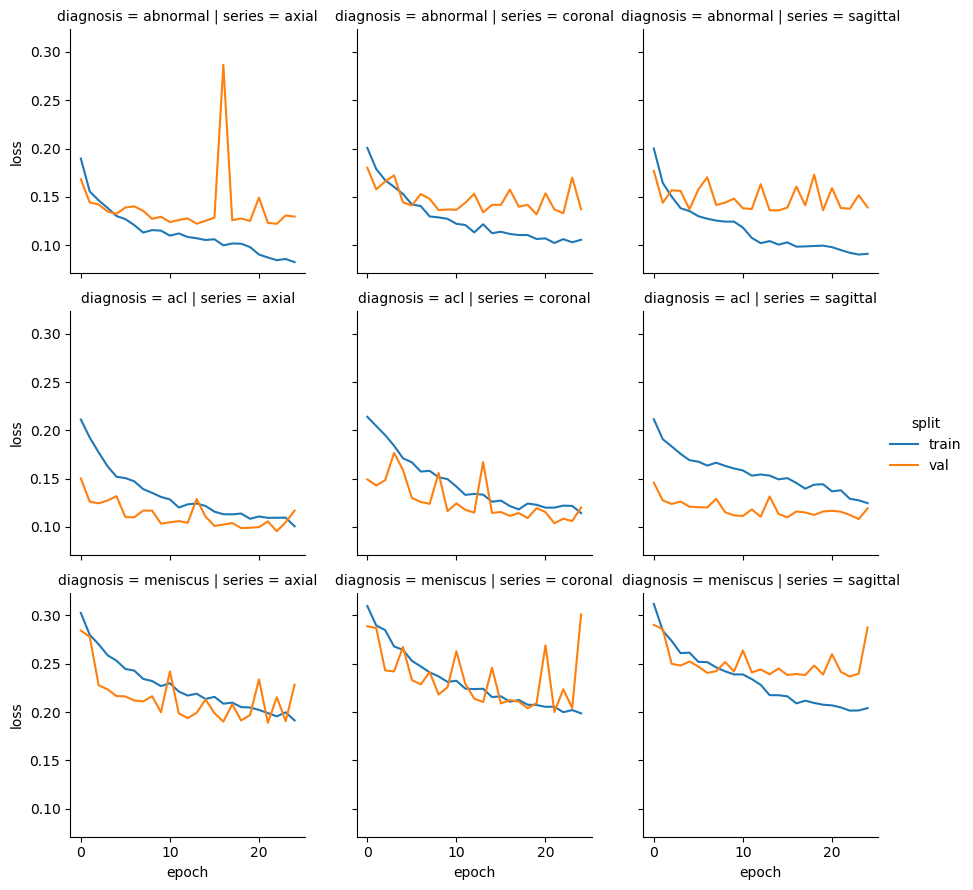 diagnosis = abnormal | series = axial
diagnosis = abnormal | series = coronal
diagnosis = abnormal | series = sagittal
0.30
0.25
0.20
0.15
0.10
loss
diagnosis = acl | series = axial
diagnosis = acl | series = coronal
diagnosis = acl | series = sagittal
0.30
0.25
0.20
0.15
0.10
loss
split
train
val
diagnosis = meniscus | series = axial
diagnosis = meniscus | series = coronal
diagnosis = meniscus | series = sagittal
0.30
0.25
0.20
0.15
0.10
loss
0 10 20
0 10 20
0 10 20
epoch
epoch
epoch